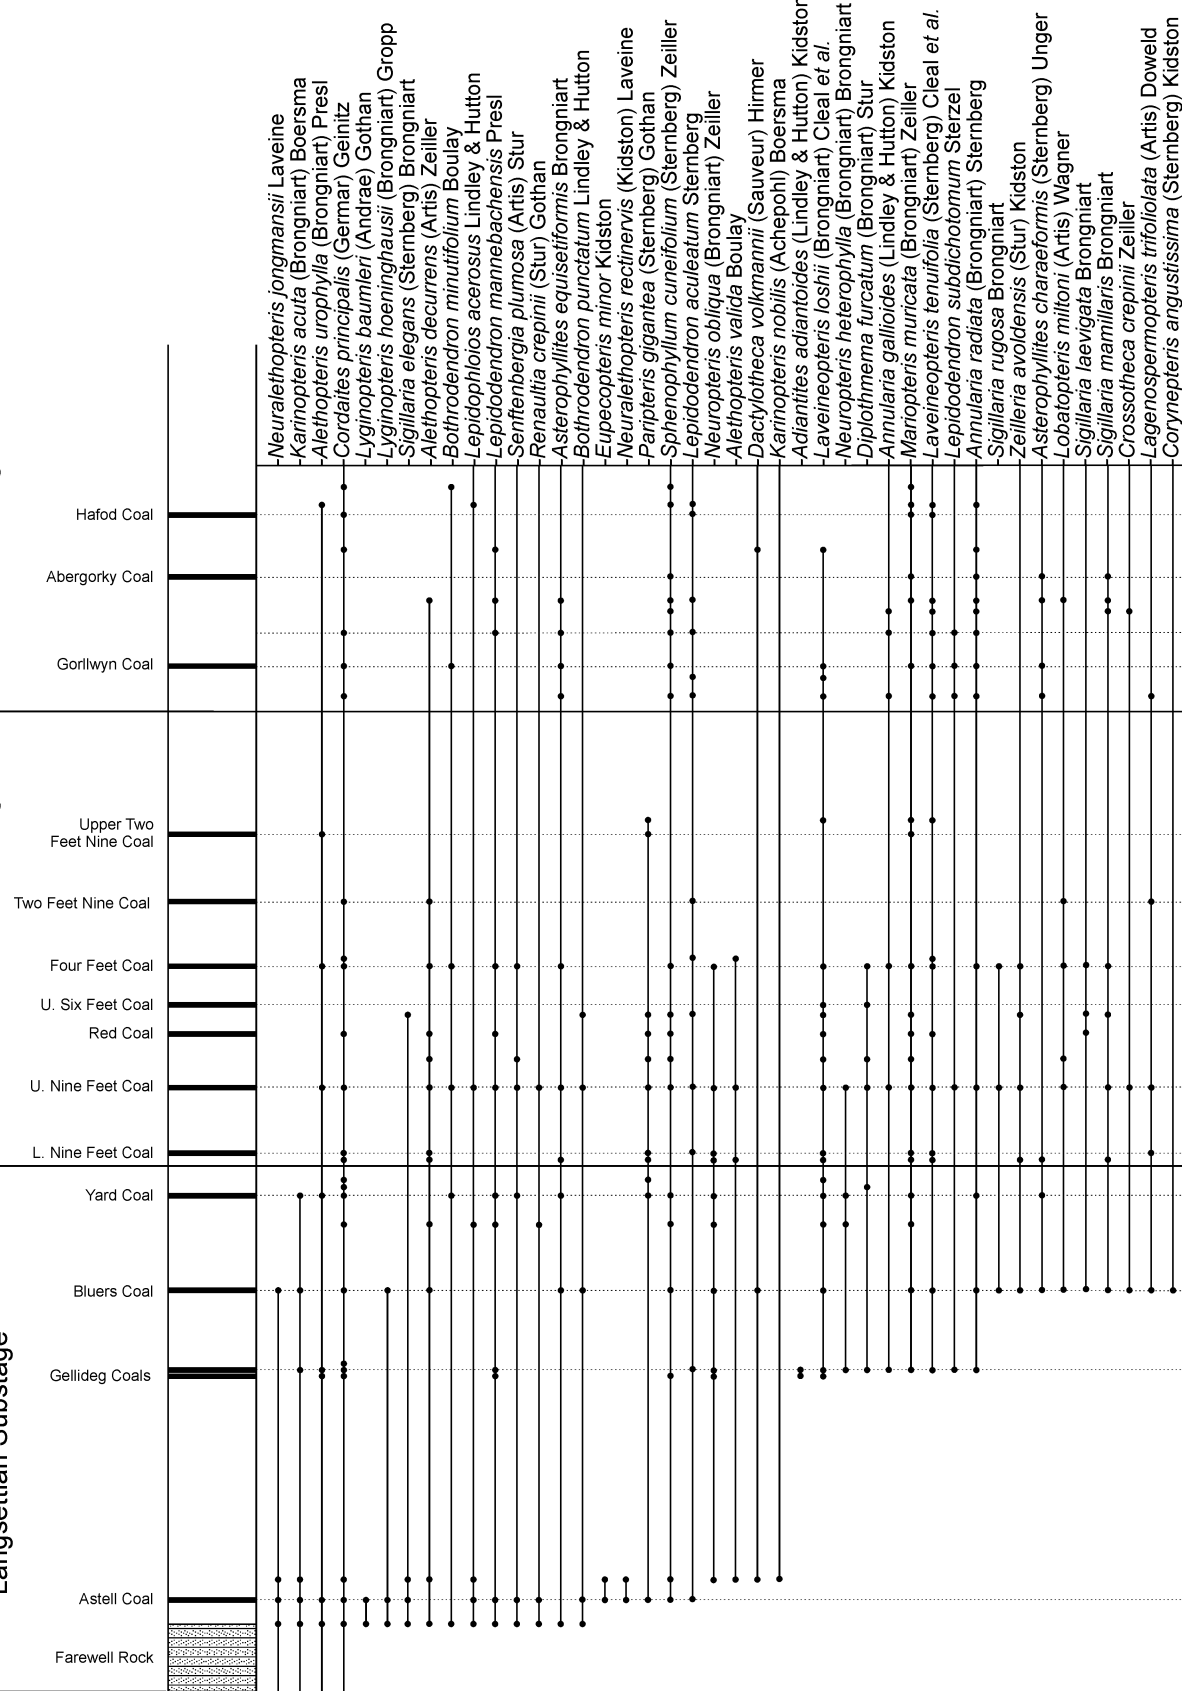 Neuralethopteris jongmansii Laveine
Karinopteris acuta (Brongniart) Boersma
Alethopteris urophylla (Brongniart) Presl
Cordaites principalis (Germar) Geinitz
Lyginopteris baumleri (Andrae) Gothan
Lyginopteris hoeninghausii (Brongniart) Gropp
Sigillaria elegans (Sternberg) Brongniart
Alethopteris decurrens (Artis) Zeiller
Bothrodendron minutifolium Boulay
Lepidophloios acerosus Lindley & Hutton
Lepidodendron mannebachensis Presl
Senftenbergia plumosa (Artis) Stur
Renaultia crepinii (Stur) Gothan
Asterophyllites equisetiformis Brongniart
Bothrodendron punctatum Lindley & Hutton
Eupecopteris minor Kidston
Neuralethopteris rectinervis (Kidston) Laveine
Paripteris gigantea (Sternberg) Gothan
Sphenophyllum cuneifolium (Sternberg) Zeiller
Lepidodendron aculeatum Sternberg
Neuropteris obliqua (Brongniart) Zeiller
Alethopteris valida Boulay
Dactylotheca volkmannii (Sauveur) Hirmer
Karinopteris nobilis (Achepohl) Boersma
Adiantites adiantoides (Lindley & Hutton) Kidston
Laveineopteris loshii (Brongniart) Cleal et al.
Neuropteris heterophylla (Brongniart) Brongniart
Diplothmema furcatum (Brongniart) Stur
Annularia gallioides (Lindley & Hutton) Kidston
Mariopteris muricata (Brongniart) Zeiller
Laveineopteris tenuifolia (Sternberg) Cleal et al.
Lepidodendron subdichotomum Sterzel
Annularia radiata (Brongniart) Sternberg
Sigillaria rugosa Brongniart
Zeilleria avoldensis (Stur) Kidston
Asterophyllites charaeformis (Sternberg) Unger
Lobatopteris miltoni (Artis) Wagner
Sigillaria laevigata Brongniart
Sigillaria mamillaris Brongniart
Crossotheca crepinii Zeiller
Lagenospermopteris trifoliolata (Artis) Doweld
Corynepteris angustissima (Sternberg) Kidston
Hafod Coal
Abergorky Coal
Gorllwyn Coal
Upper Two
Feet Nine Coal
Two Feet Nine Coal
Four Feet Coal
U. Six Feet Coal
Red Coal
U. Nine Feet Coal
L. Nine Feet Coal
Yard Coal
Bluers Coal
Gellideg Coals
Astell Coal
Farewell Rock
Langsettian Substage